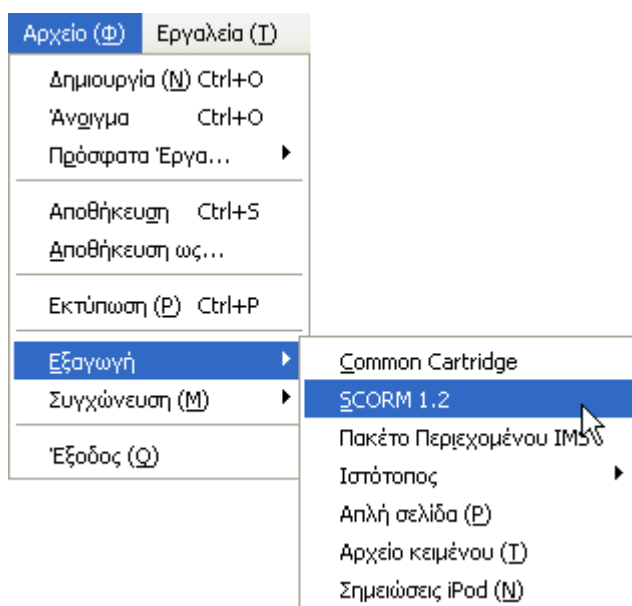 Αρχείο (Φ) Εργαλεία (Τ)
Δημιουργία (N) Ctrl+O
Άνοιγμα Ctrl+O
Πρόσφατα Έργα...
Αποθήκευση Ctrl+S
Αποθήκευση ως...
Εκτύπωση (P) Ctrl+P
Εξαγωγή
Συγχώνευση (M)
Έξοδος (Q)
Common Cartridge
SCORM 1.2
Πακέτο Περιεχομένου IMS
Ιστότοπος
Απλή σελίδα (P)
Αρχείο κειμένου (T)
Σημειώσεις iPod (N)